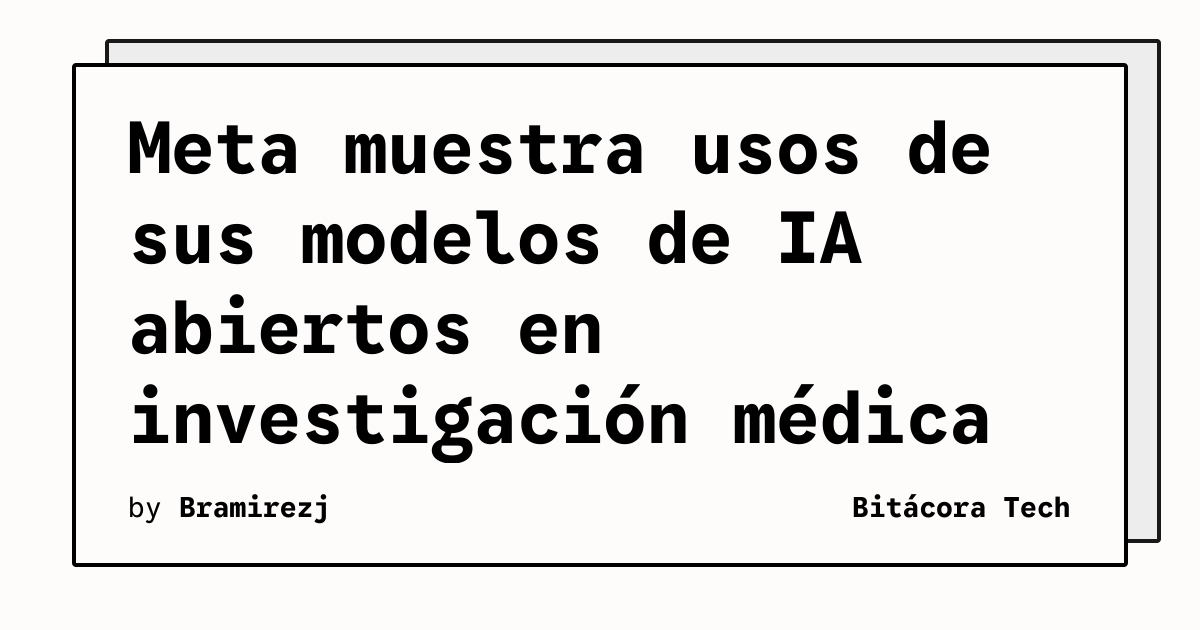 Meta muestra usos de
sus modelos de IA
abiertos en
investigación médica
by Bramirezj
Bitácora Tech